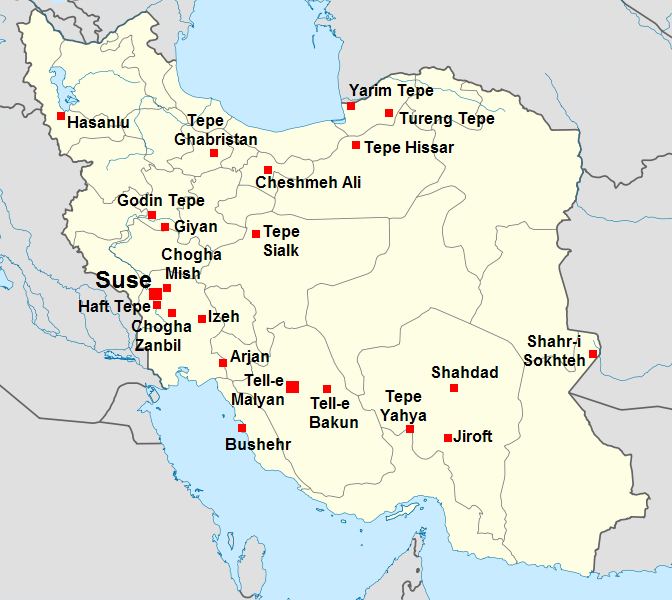 Yarim Tepe
Tureng Tepe
Hasanlu
Tepe
Ghabristan
Tepe Hissar
Cheshmeh Ali
Godin Tepe
Giyan
Tepe
Sialk
Chogha
Mish
Suse
Haft Tepe
Izeh
Chogha
Zanbil
Shahr-i
Sokhteh
Arjan
Shahdad
Tell-e
Malyan
Tell-e
Bakun
Tepe
Yahya
Jiroft
Bushehr